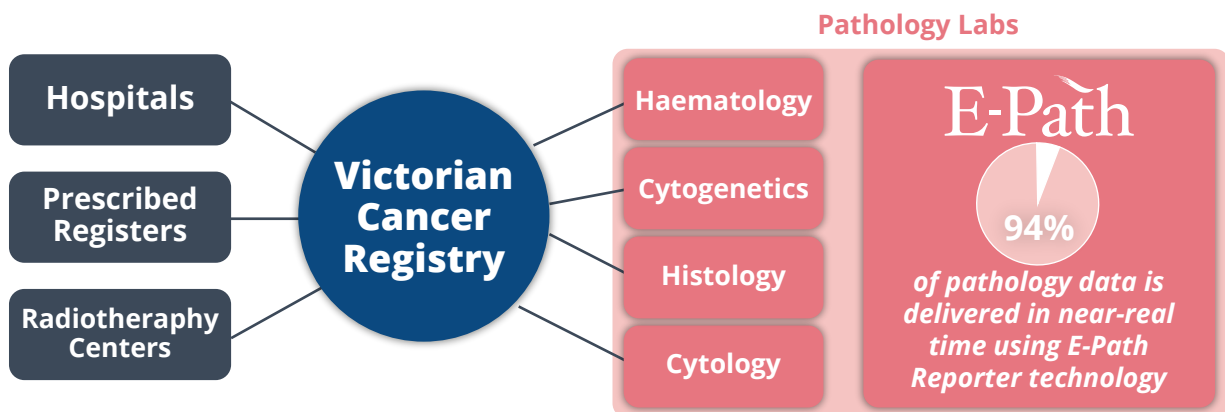 Pathology Labs
Hospitals
Prescribed
Registers
Radiotheraphy
Centers
Victorian
Cancer
Registry
Haematology
Cytogenetics
Histology
Cytology
E-Path
94%
of pathology data is
delivered in near-real
time using E-Path
Reporter technology